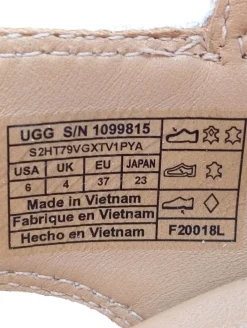 UGG S/N 1099815
S2HT79VGXTV1PYA
USA UK EU JAPAN
6 4 37 23
Made in Vietnam
Fabrique en Vietnam
Hecho en Vietnam
F20018L